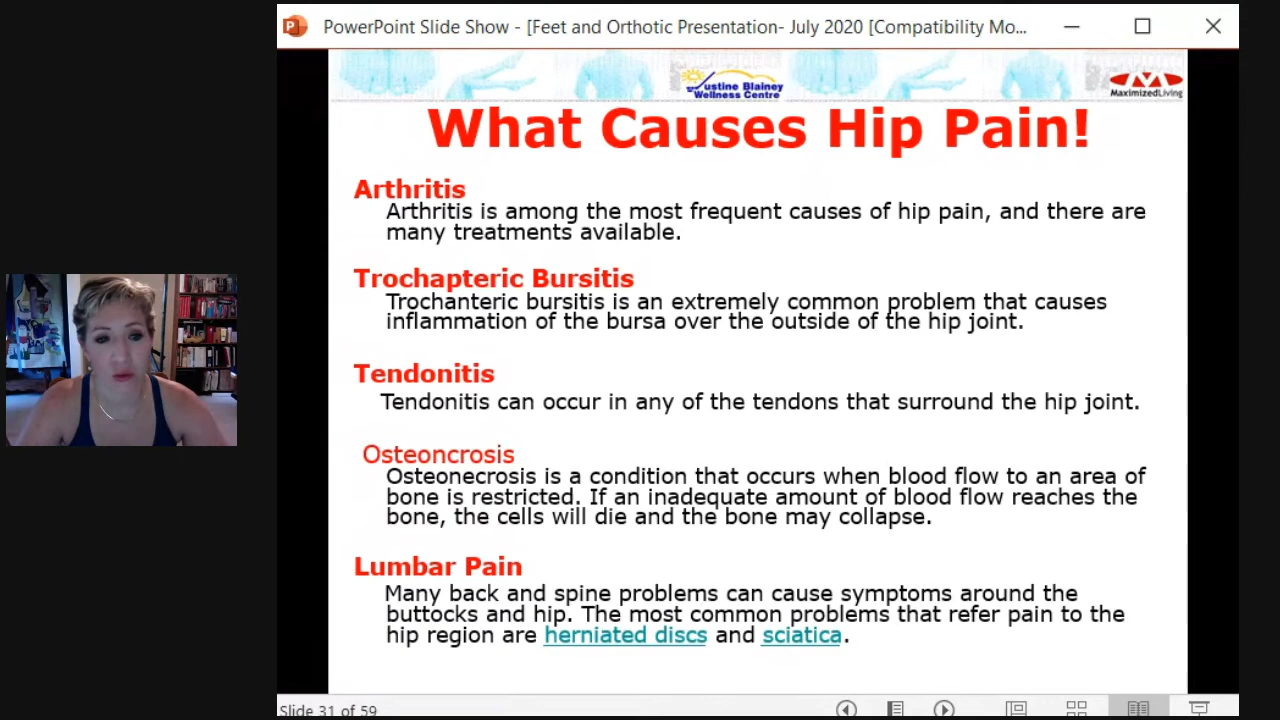 PowerPoint Slide Show - [Feet and Orthotic Presentation- July 2020 [Compatibility Mo...
ustine Blainey
Wellness Centre
MaximizedLiving
What Causes Hip Pain!
Arthritis
Arthritis is among the most frequent causes of hip pain, and there are
many treatments available.
Trochapteric Bursitis
Trochanteric bursitis is an extremely common problem that causes
inflammation of the bursa over the outside of the hip joint.
Tendonitis
Tendonitis can occur in any of the tendons that surround the hip joint.
Osteoncrosis
Osteonecrosis is a condition that occurs when blood flow to an area of
bone is restricted. If an inadequate amount of blood flow reaches the
bone, the cells will die and the bone may collapse.
Lumbar Pain
Many back and spine problems can cause symptoms around the
buttocks and hip. The most common problems that refer pain to the
hip region are herniated discs and sciatica.
Slide 31 of 59